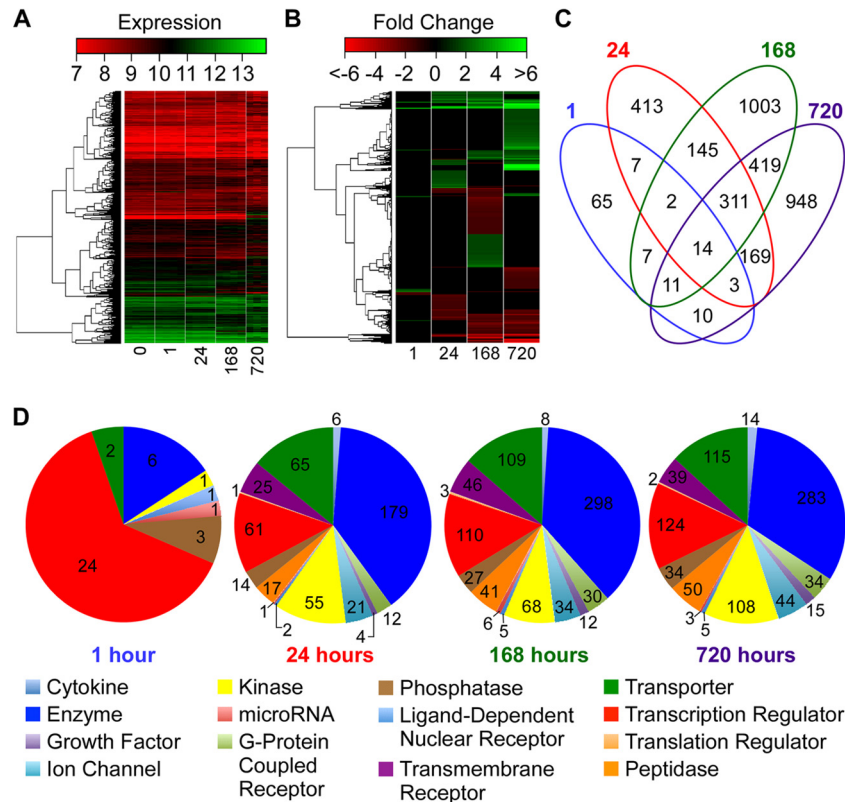 A
Expression
7 8 9 10 11 12 13
0 1 24 168 720
B
Fold Change
<-6 -4 -2 0 2 4 >6
1 24 168 720
C
24 168
1 720
413 1003
145
7 419
65 2 311 948
7 14 169
11 3
10
D
1 hour
2 6 1 1 1 3 24
24 hours
6 179 12 4 21 55 2 1 17 14 61 1 25 65
168 hours
8 298 30 12 34 68 5 6 41 27 110 3 46 109
720 hours
14 283 34 15 44 108 5 3 50 34 124 2 39 115
Cytokine
Enzyme
Growth Factor
Ion Channel
Kinase
microRNA
G-Protein
Coupled
Receptor
Phosphatase
Ligand-Dependent
Nuclear Receptor
Transmembrane
Receptor
Transporter
Transcription Regulator
Translation Regulator
Peptidase